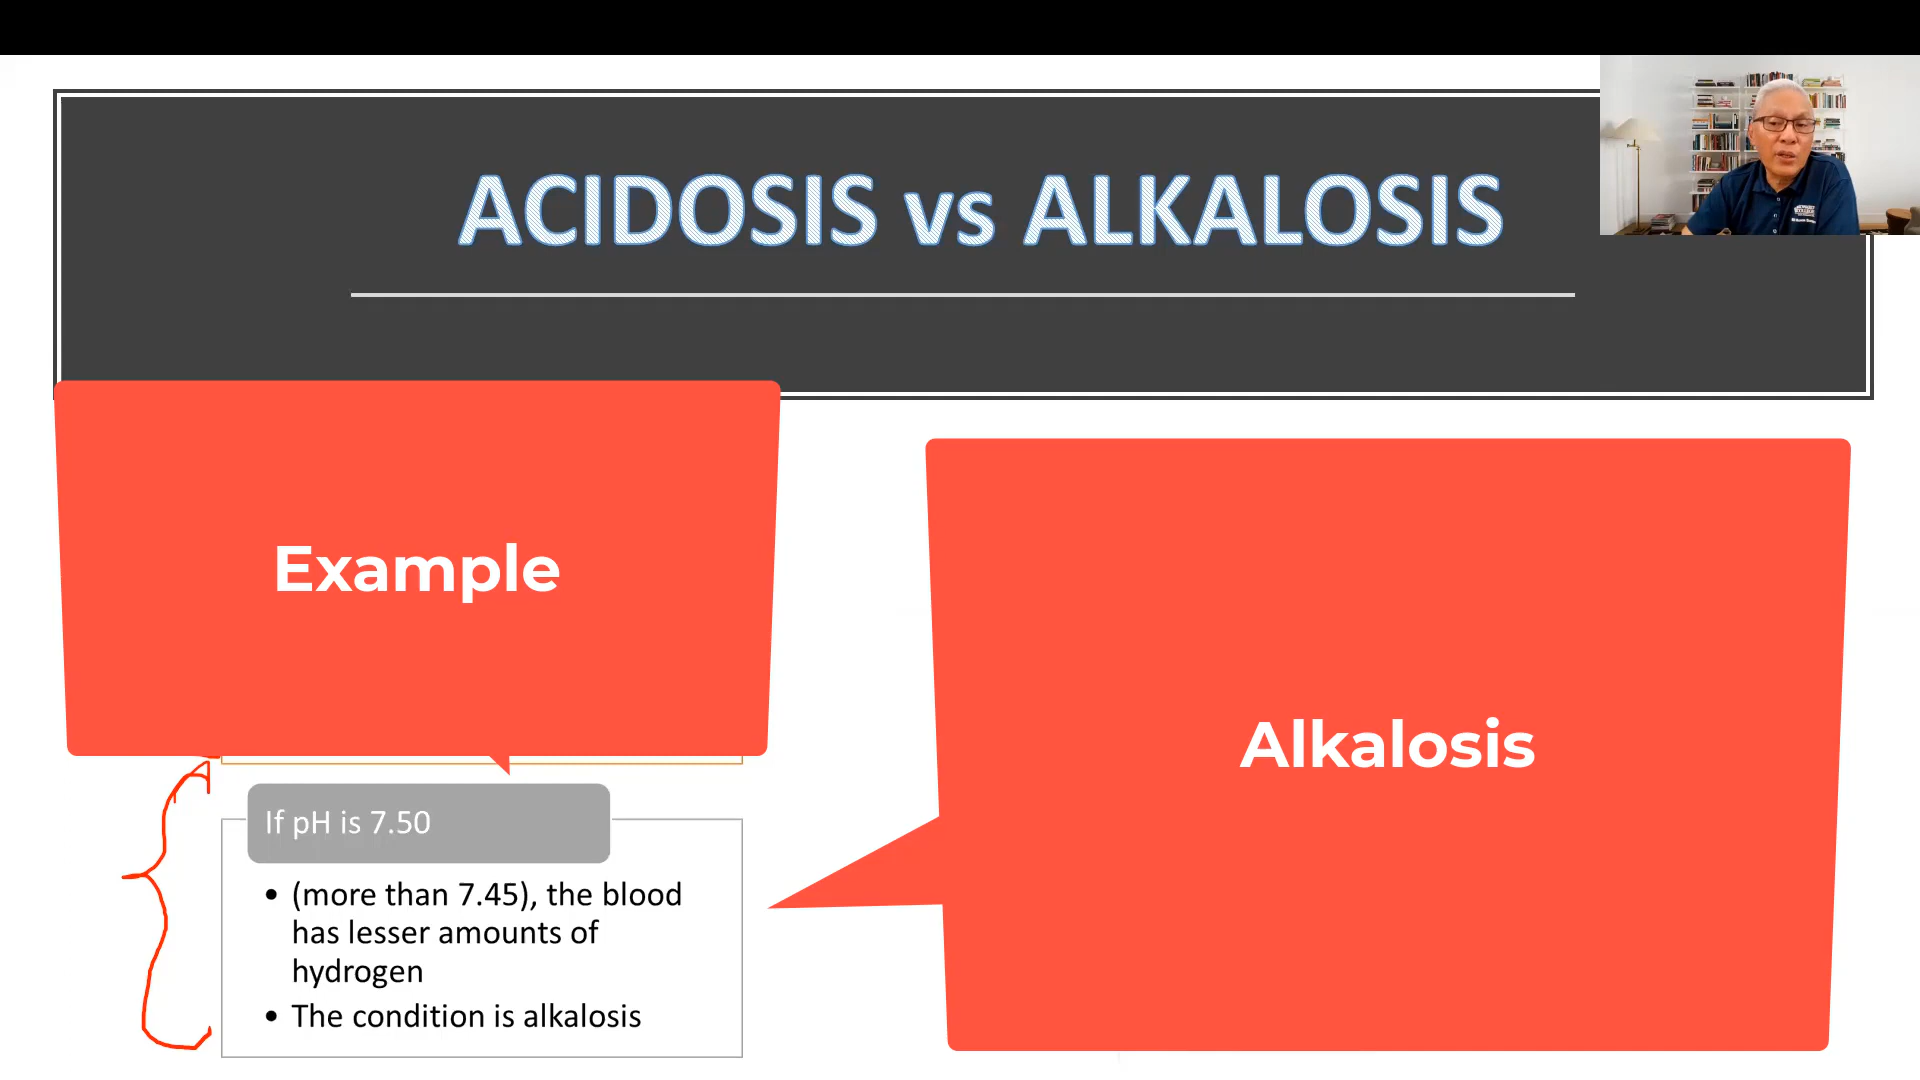 ACIDOSIS vs ALKALOSIS
Example
Alkalosis
If pH is 7.50
• (more than 7.45), the blood
has lesser amounts of
hydrogen
• The condition is alkalosis